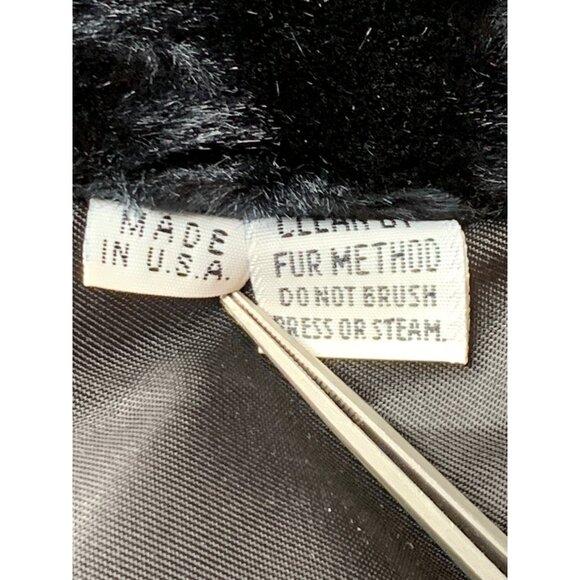 MADE
IN U.S.A.
CLEAN BY
FUR METHOD
DO NOT BRUSH
PRESS OR STEAM.